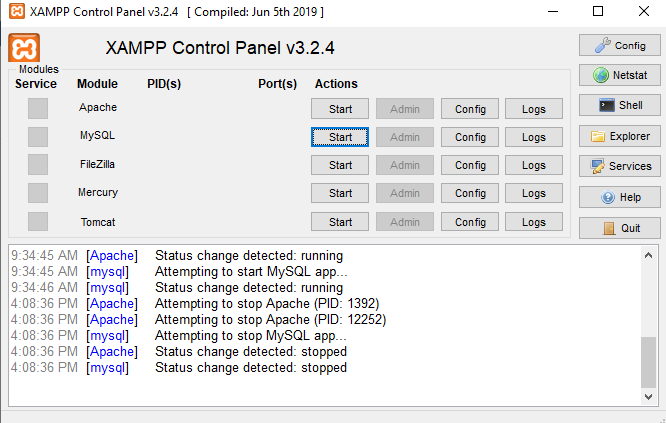 XAMPP Control Panel v3.2.4 [ Compiled: Jun 5th 2019 ]
XAMPP Control Panel v3.2.4
Config
Modules
Service Module PID(s) Port(s) Actions
Netstat
Apache Start Admin Config Logs
Shell
MySQL Start Admin Config Logs
Explorer
FileZilla Start Admin Config Logs
Services
Mercury Start Admin Config Logs
Help
Tomcat Start Admin Config Logs
Quit
9:34:45 AM [Apache] Status change detected: running
9:34:45 AM [mysql] Attempting to start MySQL app...
9:34:46 AM [mysql] Status change detected: running
4:08:36 PM [Apache] Attempting to stop Apache (PID: 1392)
4:08:36 PM [Apache] Attempting to stop Apache (PID: 12252)
4:08:36 PM [mysql] Attempting to stop MySQL app...
4:08:36 PM [Apache] Status change detected: stopped
4:08:36 PM [mysql] Status change detected: stopped